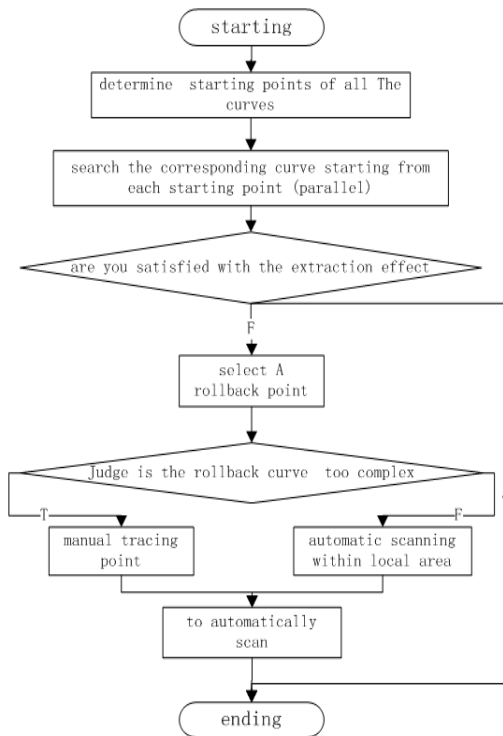 starting
determine starting points of all The
curves
search the corresponding curve starting from
each starting point (parallel)
are you satisfied with the extraction effect
F
select A
rollback point
Judge is the rollback curve too complex
T
F
manual tracing
point
automatic scanning
within local area
to automatically
scan
ending